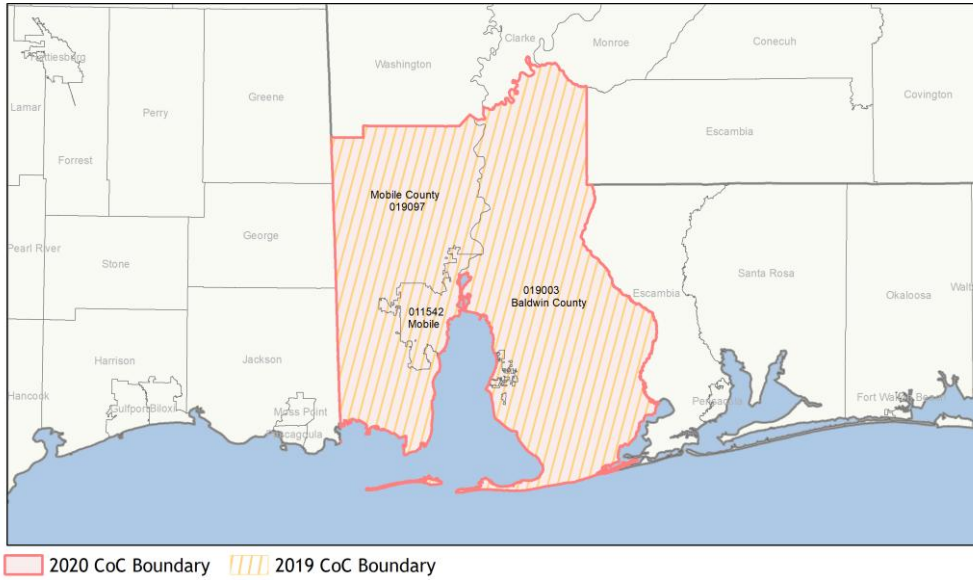 Hattiesburg
Clarke
Monroe
Conecuh
Washington
Covington
Lamar
Perry
Greene
Escambia
Forrest
Mobile County
019097
Pearl River
George
Stone
Santa Rosa
Okaloosa
Walt
019003
Baldwin County
Escambia
011542
Mobile
Harrison
Jackson
Hancock
Gulfport
Biloxi
Moss Point
Pascagoula
Pensacola
Fort Walton Beach
2020 CoC Boundary
2019 CoC Boundary